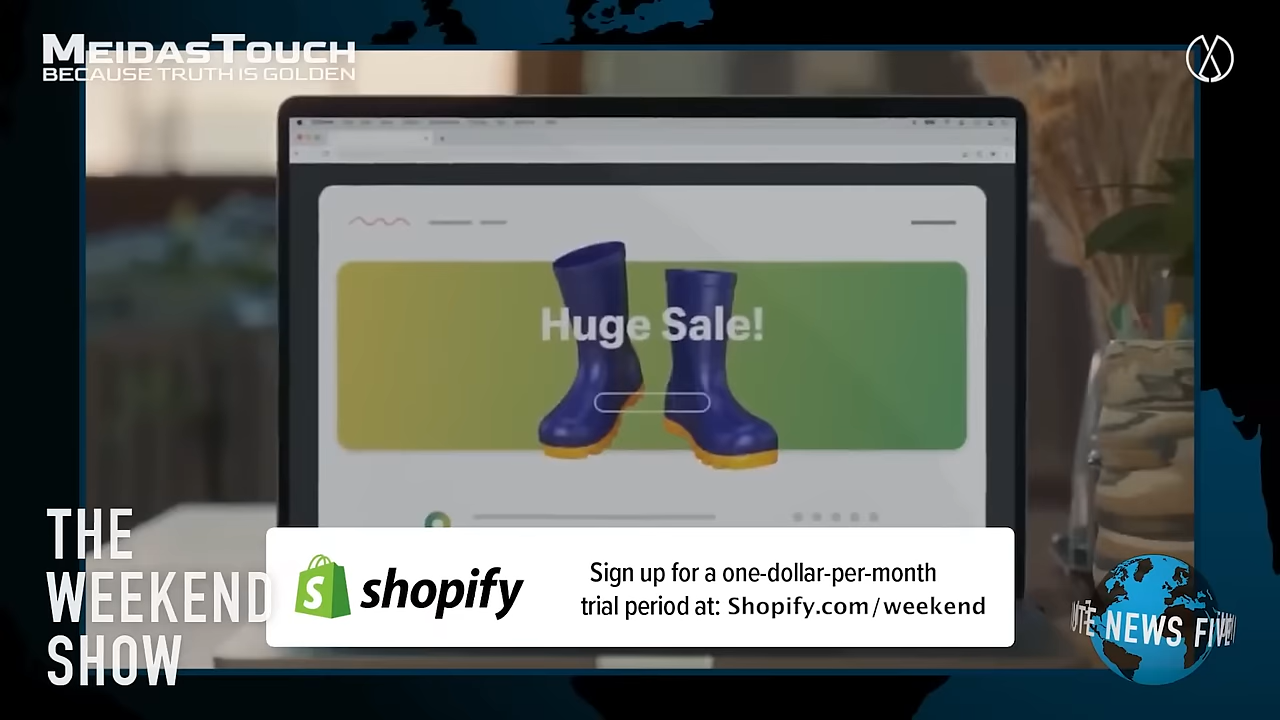 MEIDASTOUCH
BECAUSE TRUTH IS GOLDEN
Huge Sale!
THE
WEEKEND
SHOW
shopify
Sign up for a one-dollar-per-month
trial period at: Shopify.com/weekend
NEWS